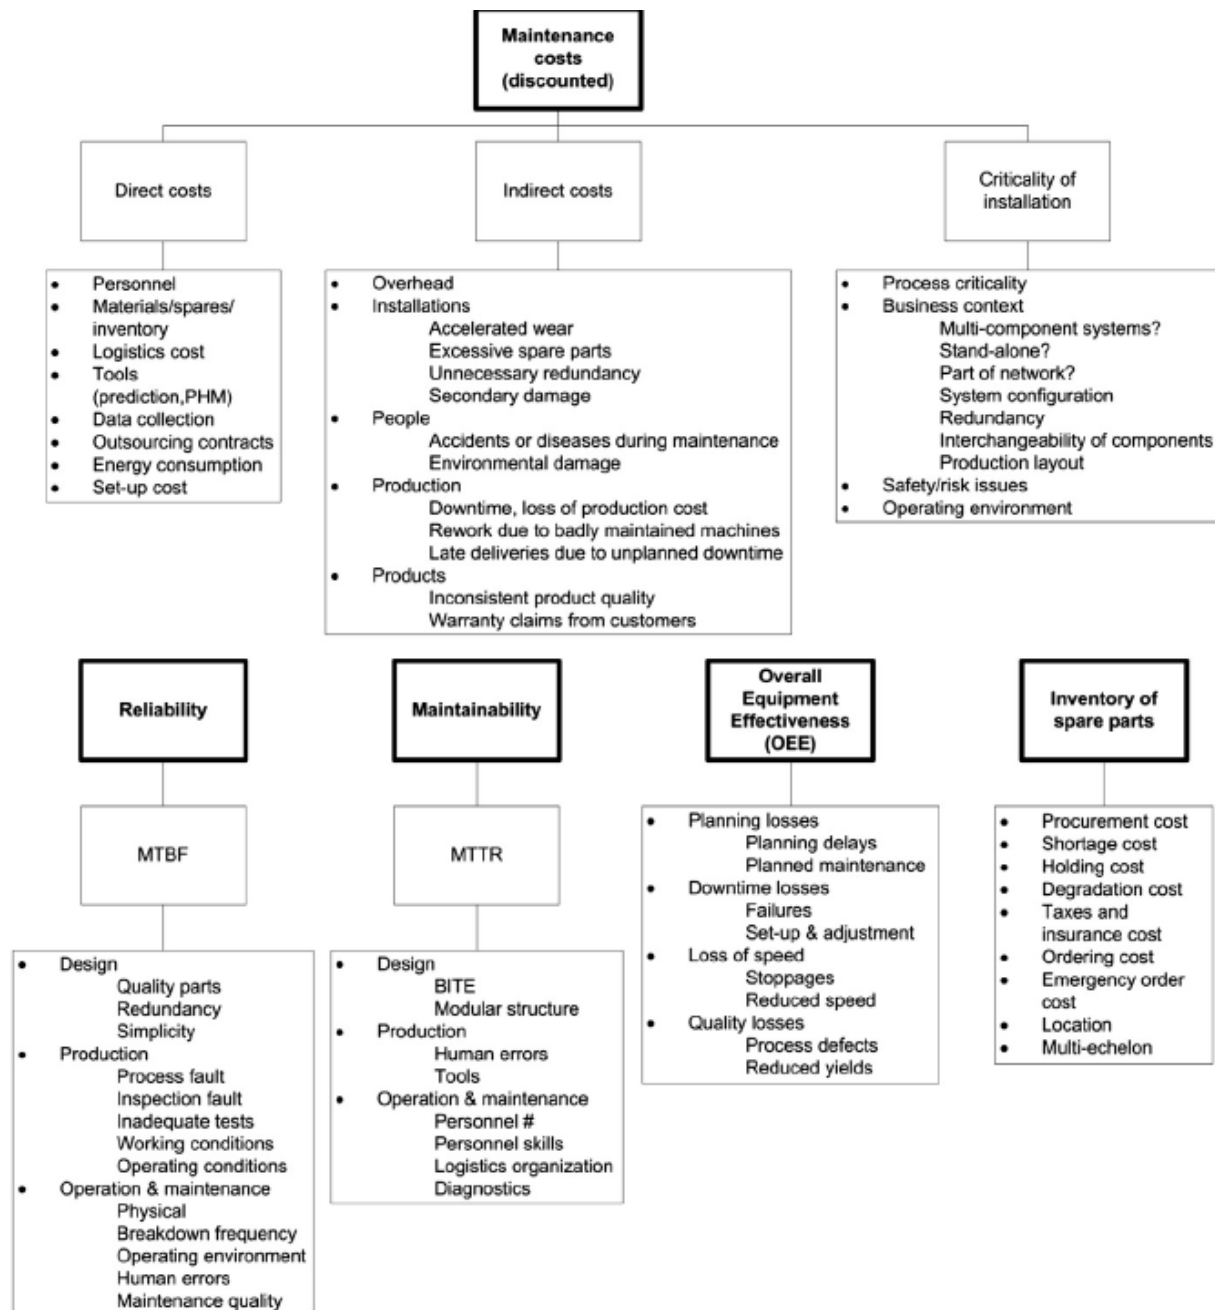 Maintenance
costs
(discounted)
Direct costs
Indirect costs
Criticality of
installation
• Personnel
• Materials/spares/
inventory
• Logistics cost
• Tools
(prediction,PHM)
• Data collection
• Outsourcing contracts
• Energy consumption
• Set-up cost
• Overhead
• Installations
Accelerated wear
Excessive spare parts
Unnecessary redundancy
Secondary damage
• People
Accidents or diseases during maintenance
Environmental damage
• Production
Downtime, loss of production cost
Rework due to badly maintained machines
Late deliveries due to unplanned downtime
• Products
Inconsistent product quality
Warranty claims from customers
• Process criticality
• Business context
Multi-component systems?
Stand-alone?
Part of network?
System configuration
Redundancy
Interchangeability of components
Production layout
• Safety/risk issues
• Operating environment
Reliability
MTBF
• Design
Quality parts
Redundancy
Simplicity
• Production
Process fault
Inspection fault
Inadequate tests
Working conditions
Operating conditions
• Operation & maintenance
Physical
Breakdown frequency
Operating environment
Human errors
Maintenance quality
Maintainability
MTTR
• Design
BITE
Modular structure
• Production
Human errors
Tools
• Operation & maintenance
Personnel #
Personnel skills
Logistics organization
Diagnostics
Overall
Equipment
Effectiveness
(OEE)
• Planning losses
Planning delays
Planned maintenance
• Downtime losses
Failures
Set-up & adjustment
• Loss of speed
Stoppages
Reduced speed
• Quality losses
Process defects
Reduced yields
Inventory of
spare parts
• Procurement cost
• Shortage cost
• Holding cost
• Degradation cost
• Taxes and
insurance cost
• Ordering cost
• Emergency order
cost
• Location
• Multi-echelon